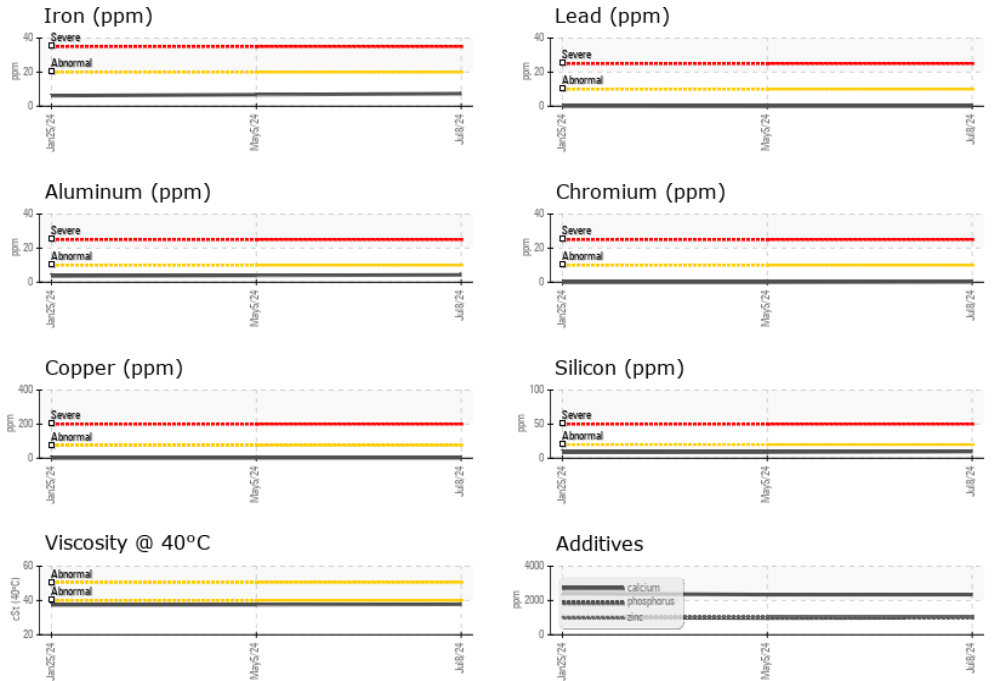 Iron (ppm)
40
Severe
Abnormal
20
0
ppm
Jan25/24
May5/24
Jul8/24
Lead (ppm)
40
Severe
20
Abnormal
0
ppm
Jan25/24
May5/24
Jul8/24
Aluminum (ppm)
40
Severe
20
Abnormal
0
ppm
Jan25/24
May5/24
Jul8/24
Chromium (ppm)
40
Severe
20
Abnormal
0
ppm
Jan25/24
May5/24
Jul8/24
Copper (ppm)
400
Severe
200
Abnormal
0
ppm
Jan25/24
May5/24
Jul8/24
Silicon (ppm)
100
Severe
50
Abnormal
0
ppm
Jan25/24
May5/24
Jul8/24
Viscosity @ 40°C
60
Abnormal
Abnormal
40
20
cSt (40°C)
Jan25/24
May5/24
Jul8/24
Additives
4000
calcium
2000
phosphorus
zinc
0
ppm
Jan25/24
May5/24
Jul8/24